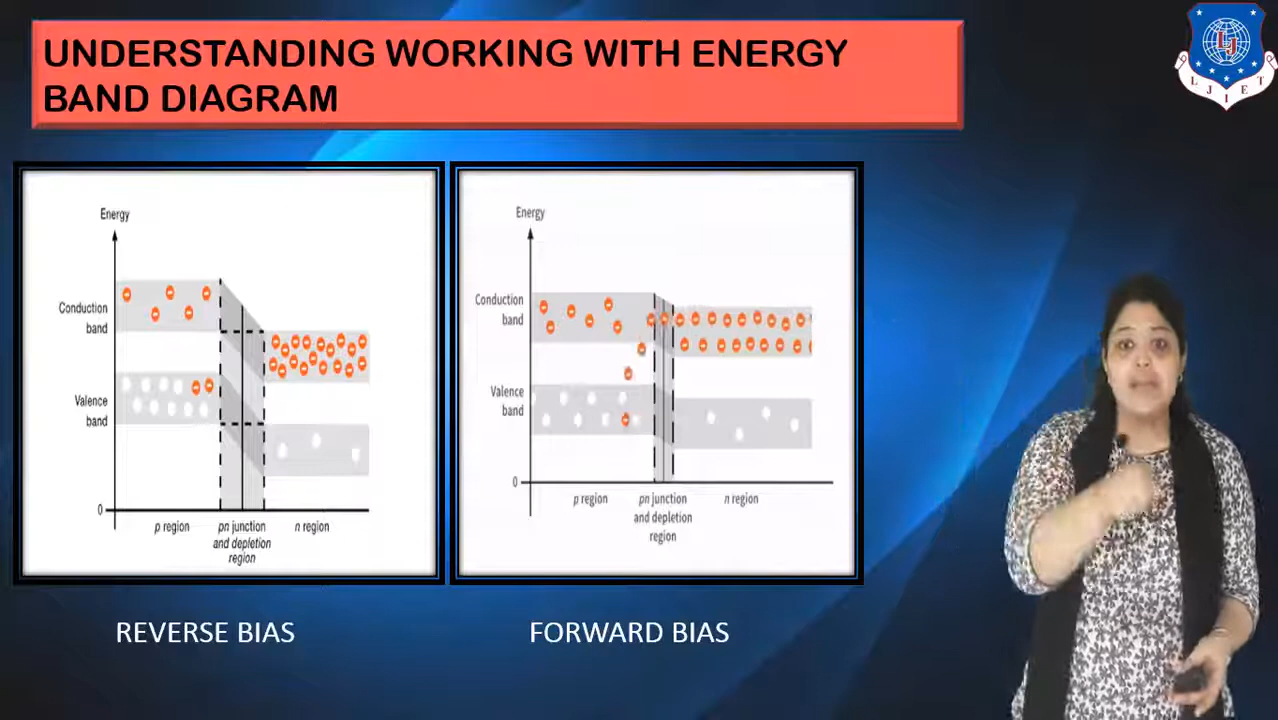 UNDERSTANDING WORKING WITH ENERGY
BAND DIAGRAM
LJ
L J I E T
Energy
Conduction
band
Valence
band
0
p region
pn junction
and depletion
region
n region
Energy
Conduction
band
Valence
band
0
p region
pn junction
and depletion
region
n region
REVERSE BIAS
FORWARD BIAS